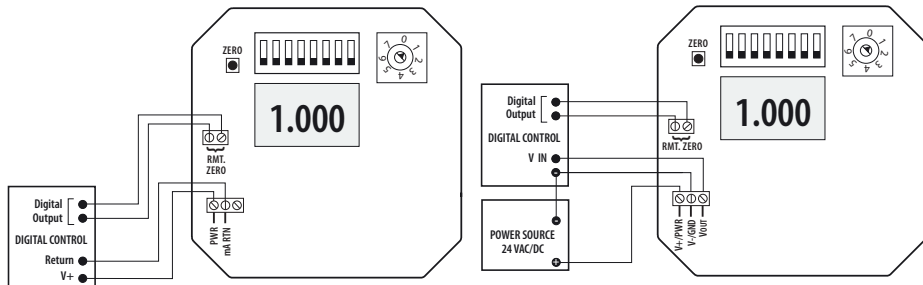 ZERO
0
1
2
3
4
5
6
7
1.000
RMT.
ZERO
Digital
Output
DIGITAL CONTROL
Return
V+
PWR
mA RTN
ZERO
0
1
2
3
4
5
6
7
1.000
Digital
Output
DIGITAL CONTROL
V IN
-
RMT. ZERO
-
POWER SOURCE
24 VAC/DC
+
V+/PWR
V-/GND
VOUT